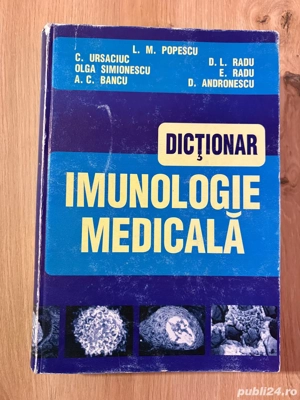 L. M. POPESCU
C. URSACIUC
D. L. RADU
OLGA SIMIONESCU
E. RADU
A. C. BANCU
D. ANDRONESCU
DICȚIONAR
IMUNOLOGIE
MEDICALĂ
publi24.ro